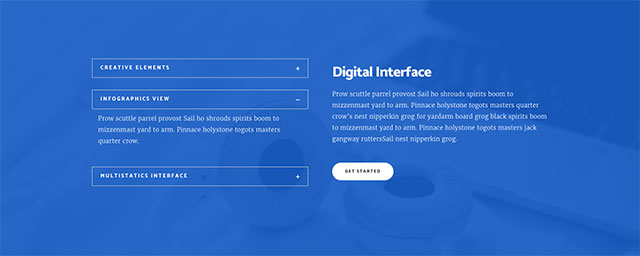 CREATIVE ELEMENTS +
INFOGRAPHICS VIEW –
Prow scuttle parrel provost Sail ho shrouds spirits boom to
mizzenmast yard to arm. Pinnace holystone togots masters
quarter crow.
MULTISTATICS INTERFACE +
Digital Interface
Prow scuttle parrel provost Sail ho shrouds spirits boom to
mizzenmast yard to arm. Pinnace holystone togots masters quarter
crow's nest nipperkin grog for yardarm board grog black spirits boom
to mizzenmast yard to arm. Pinnace holystone togots masters jack
gangway ruttersSail nest nipperkin grog.
GET STARTED